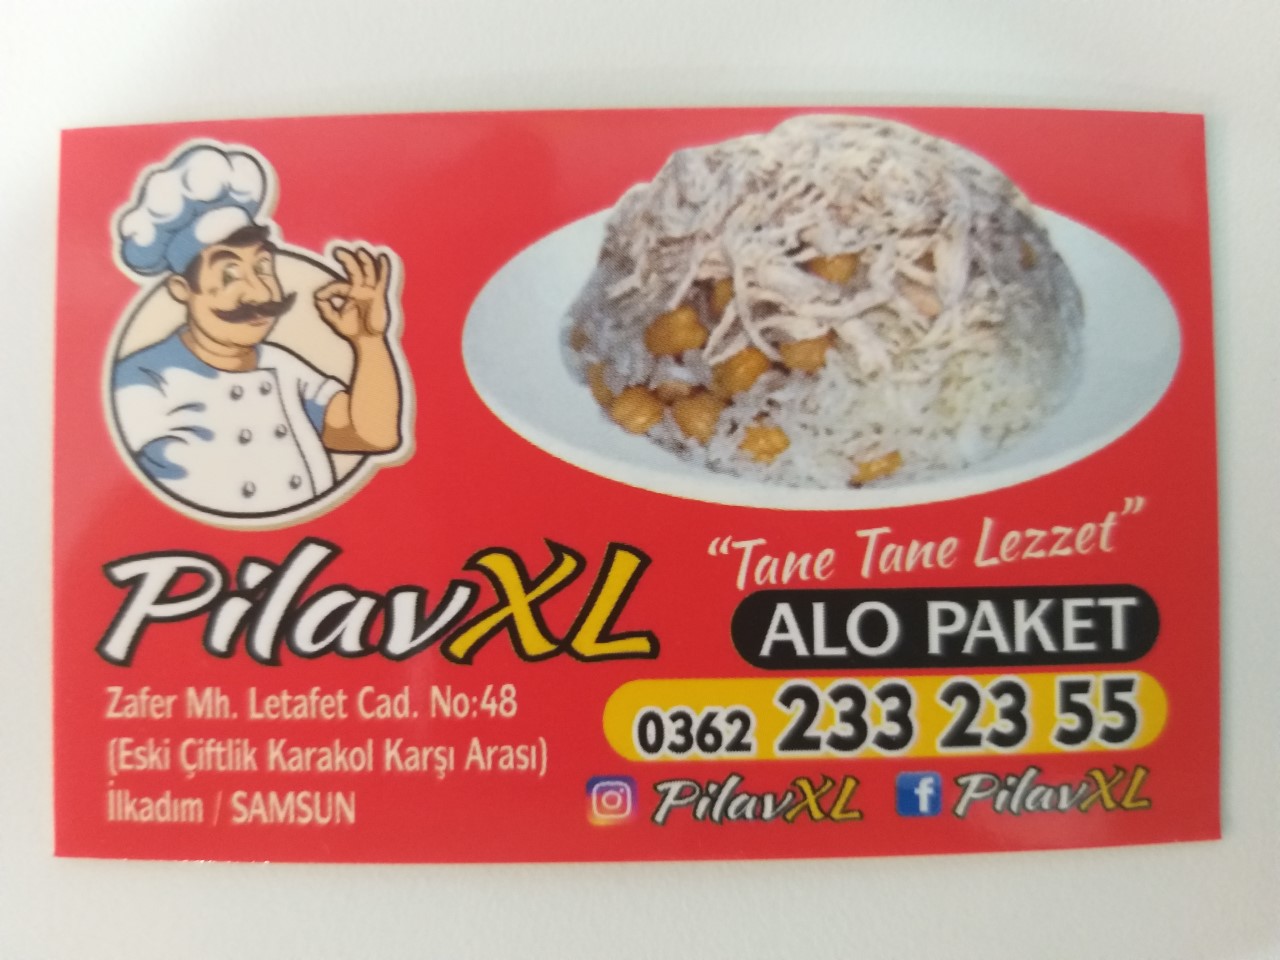 PilavXL
Zafer Mh. Letafet Cad. No:48
(Eski Çiftlik Karakol Karşı Arası)
İlkadım / SAMSUN
“Tane Tane Lezzet”
ALO PAKET
0362 233 23 55
PilavXL
f PilavXL